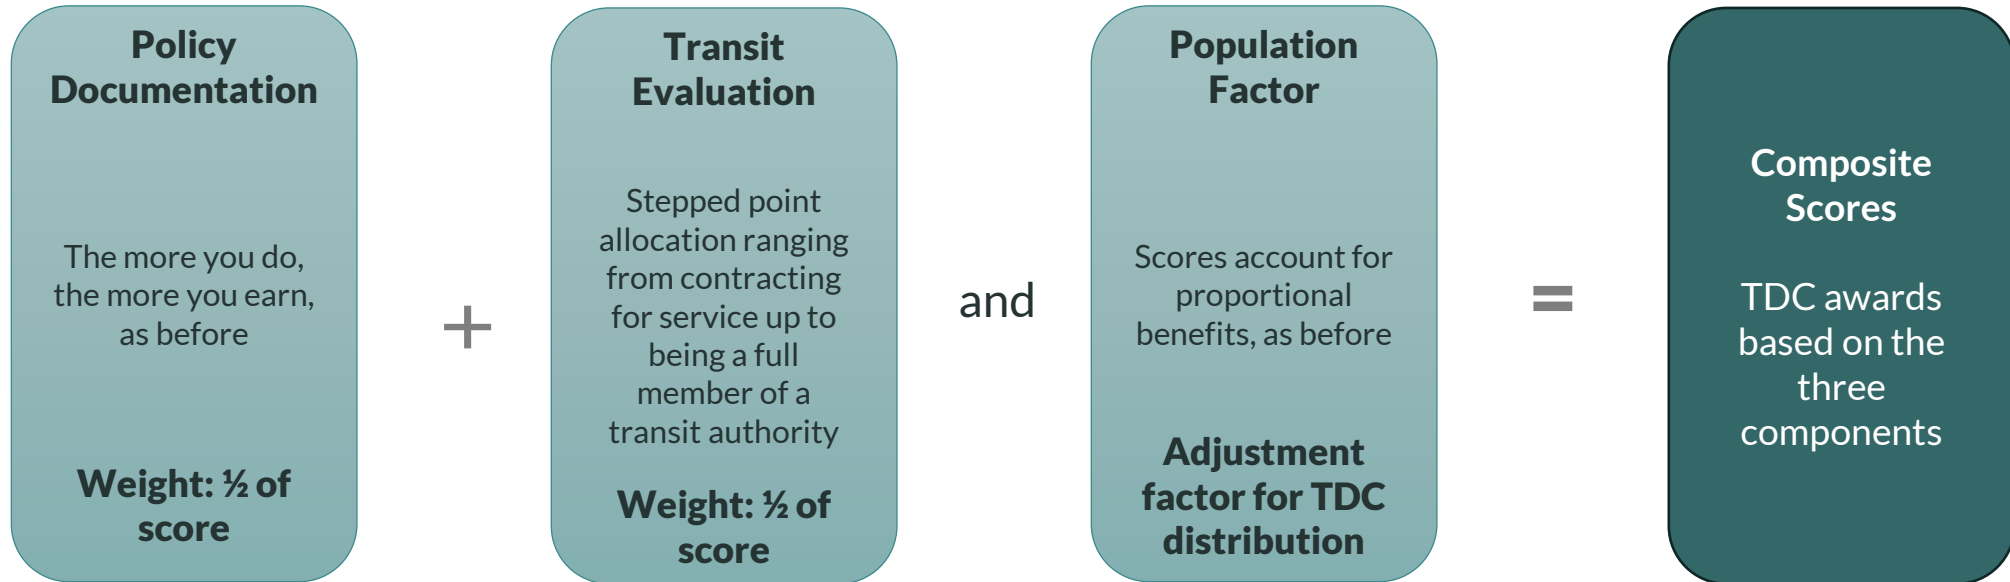 Policy
Documentation
The more you do,
the more you earn,
as before
Weight: ½ of
score
+
Transit
Evaluation
Stepped point
allocation ranging
from contracting
for service up to
being a full
member of a
transit authority
Weight: ½ of
score
and
Population
Factor
Scores account for
proportional
benefits, as before
Adjustment
factor for TDC
distribution
=
Composite
Scores
TDC awards
based on the
three
components